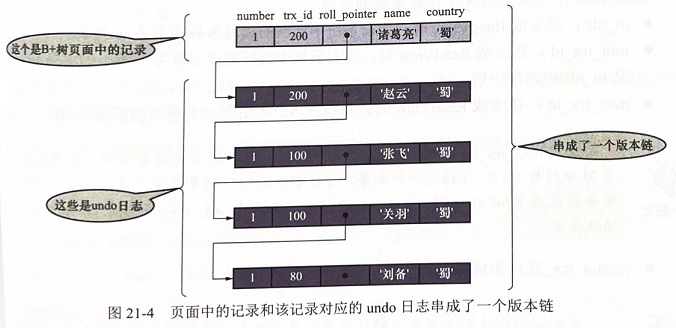 number trx_id roll_pointer name country
1 200 '诸葛亮' '蜀'
这个是B+树页面中的记录
1 200 '赵云' '蜀'
1 100 '张飞' '蜀'
串成了一个版本链
这些是undo日志
1 100 '关羽' '蜀'
1 80 '刘备' '蜀'
图 21-4 页面中的记录和该记录对应的 undo 日志串成了一个版本链